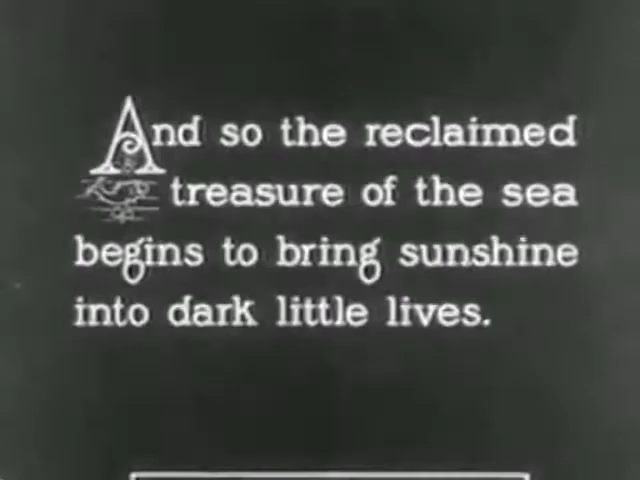 And so the reclaimed
treasure of the sea
begins to bring sunshine
into dark little lives.